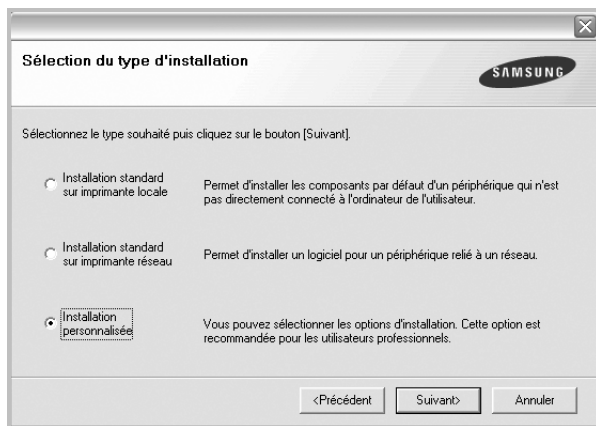 Sélection du type d'installation
SAMSUNG
Sélectionnez le type souhaité puis cliquez sur le bouton [Suivant].
Installation standard
sur imprimante locale
Permet d'installer les composants par défaut d'un périphérique qui n'est
pas directement connecté à l'ordinateur de l'utilisateur.
Installation standard
sur imprimante réseau
Permet d'installer un logiciel pour un périphérique relié à un réseau.
Installation
personnalisée
Vous pouvez sélectionner les options d'installation. Cette option est
recommandée pour les utilisateurs professionnels.
<Précédent
Suivant>
Annuler